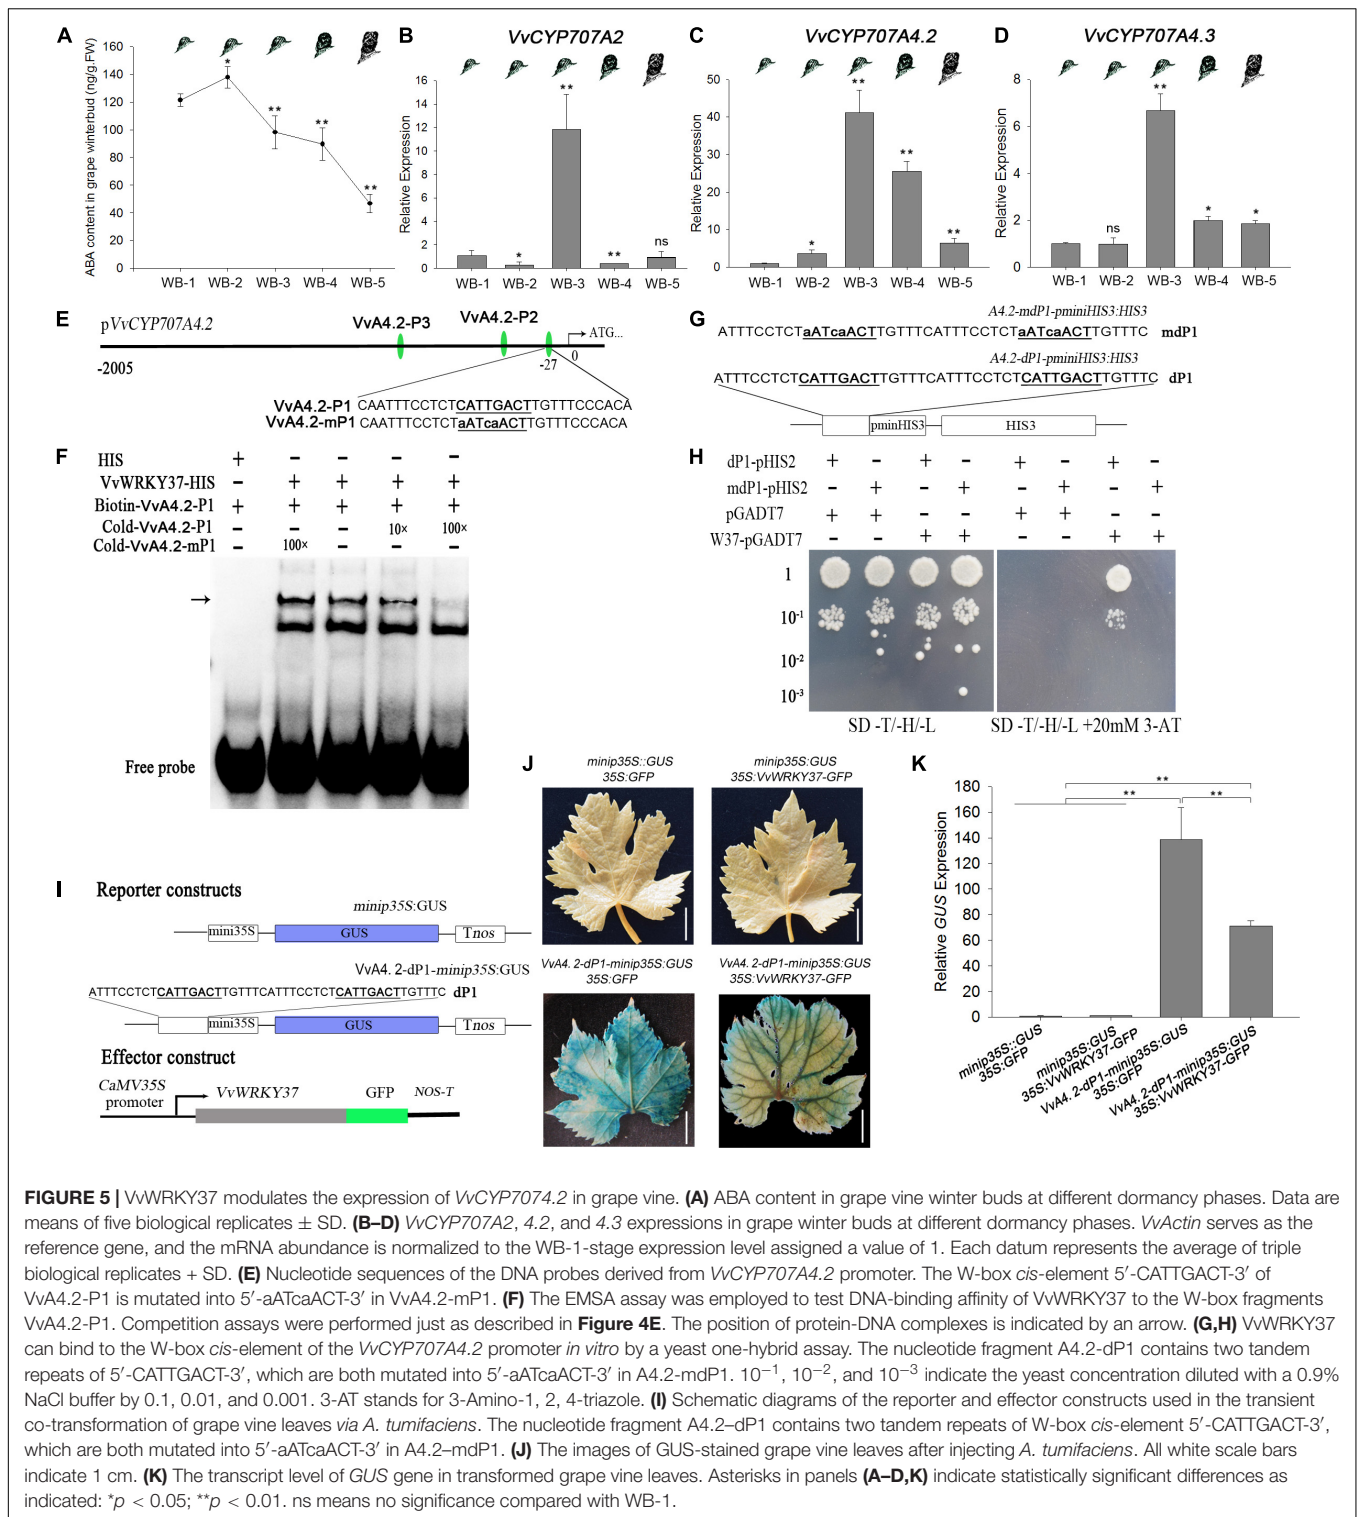 A
160
140
120
100
80
60
40
20
0
ABA content in grape winterbud (ng/g.FW)
* ** ** **
WB-1 WB-2 WB-3 WB-4 WB-5
B
VvCYP707A2
16
14
12
10
8
6
4
2
0
Relative Expression
* ** ** ns
WB-1 WB-2 WB-3 WB-4 WB-5
C
VvCYP707A4.2
50
40
30
20
10
0
Relative Expression
* ** ** **
WB-1 WB-2 WB-3 WB-4 WB-5
D
VvCYP707A4.3
8
6
4
2
0
Relative Expression
ns ** * *
WB-1 WB-2 WB-3 WB-4 WB-5
E
pVvCYP707A4.2
VvA4.2-P3 VvA4.2-P2
ATG...
-2005 -27 0
VvA4.2-P1 CAATTTCCTCTCATTGACTTGTTTCCCACA
VvA4.2-mP1 CAATTTCCTCTaATcaACTTGTTTCCCACA
F
HIS + − − − −
VvWRKY37-HIS − + + + +
Biotin-VvA4.2-P1 + + + + +
Cold-VvA4.2-P1 − − − 10× 100×
Cold-VvA4.2-mP1 − 100× − − −
→
Free probe
G
A4.2-mdP1-pminiHIS3:HIS3
ATTTCCTCTaATcaACTTGTTTCATTTCCTCTaATcaACTTGTTTC mdP1
A4.2-dP1-pminiHIS3:HIS3
ATTTCCTCTCATTGACTTGTTTCATTTCCTCTCATTGACTTGTTTC dP1
pminHIS3 HIS3
H
dP1-pHIS2 + − + − + − + −
mdP1-pHIS2 − + − + − + − +
pGADT7 + + − − + + − −
W37-pGADT7 − − + + − − + +
1
10-1
10-2
10-3
SD -T/-H/-L SD -T/-H/-L +20mM 3-AT
I
Reporter constructs
minip35S:GUS
mini35S GUS Tnos
VvA4. 2-dP1-minip35S:GUS
ATTTCCTCTCATTGACTTGTTTCATTTCCTCTCATTGACTTGTTTC dP1
mini35S GUS Tnos
Effector construct
CaMV35S
promoter VvWRKY37 GFP NOS-T
J
minip35S::GUS
35S:GFP
minip35S:GUS
35S:VvWRKY37-GFP
VvA4. 2-dP1-minip35S:GUS
35S:GFP
VvA4. 2-dP1-minip35S:GUS
35S:VvWRKY37-GFP
K
180
160
140
120
100
80
60
40
20
0
Relative GUS Expression
**
** **
minip35S::GUS
35S:GFP
minip35S:GUS
35S:VvWRKY37-GFP
VvA4. 2-dP1-minip35S:GUS
35S:GFP
VvA4. 2-dP1-minip35S:GUS
35S:VvWRKY37-GFP
FIGURE 5 | VvWRKY37 modulates the expression of VvCYP7074.2 in grape vine. (A) ABA content in grape vine winter buds at different dormancy phases. Data are
means of five biological replicates ± SD. (B–D) VvCYP707A2, 4.2, and 4.3 expressions in grape winter buds at different dormancy phases. VvActin serves as the
reference gene, and the mRNA abundance is normalized to the WB-1-stage expression level assigned a value of 1. Each datum represents the average of triple
biological replicates + SD. (E) Nucleotide sequences of the DNA probes derived from VvCYP707A4.2 promoter. The W-box cis-element 5′-CATTGACT-3′ of
VvA4.2-P1 is mutated into 5′-aATcaACT-3′ in VvA4.2-mP1. (F) The EMSA assay was employed to test DNA-binding affinity of VvWRKY37 to the W-box fragments
VvA4.2-P1. Competition assays were performed just as described in Figure 4E. The position of protein-DNA complexes is indicated by an arrow. (G,H) VvWRKY37
can bind to the W-box cis-element of the VvCYP707A4.2 promoter in vitro by a yeast one-hybrid assay. The nucleotide fragment A4.2-dP1 contains two tandem
repeats of 5′-CATTGACT-3′, which are both mutated into 5′-aATcaACT-3′ in A4.2-mdP1. 10−1, 10−2, and 10−3 indicate the yeast concentration diluted with a 0.9%
NaCl buffer by 0.1, 0.01, and 0.001. 3-AT stands for 3-Amino-1, 2, 4-triazole. (I) Schematic diagrams of the reporter and effector constructs used in the transient
co-transformation of grape vine leaves via A. tumifaciens. The nucleotide fragment A4.2–dP1 contains two tandem repeats of W-box cis-element 5′-CATTGACT-3′,
which are both mutated into 5′-aATcaACT-3′ in A4.2–mdP1. (J) The images of GUS-stained grape vine leaves after injecting A. tumifaciens. All white scale bars
indicate 1 cm. (K) The transcript level of GUS gene in transformed grape vine leaves. Asterisks in panels (A–D,K) indicate statistically significant differences as
indicated: *p < 0.05; **p < 0.01. ns means no significance compared with WB-1.